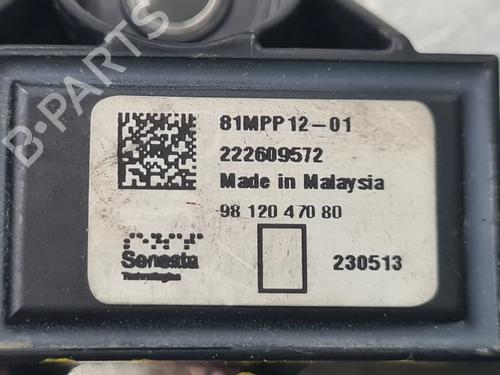 B-PARTS
81MPP12-01
222609572
Made in Malaysia
98 120 470 80
Sensata
Technologies
230513